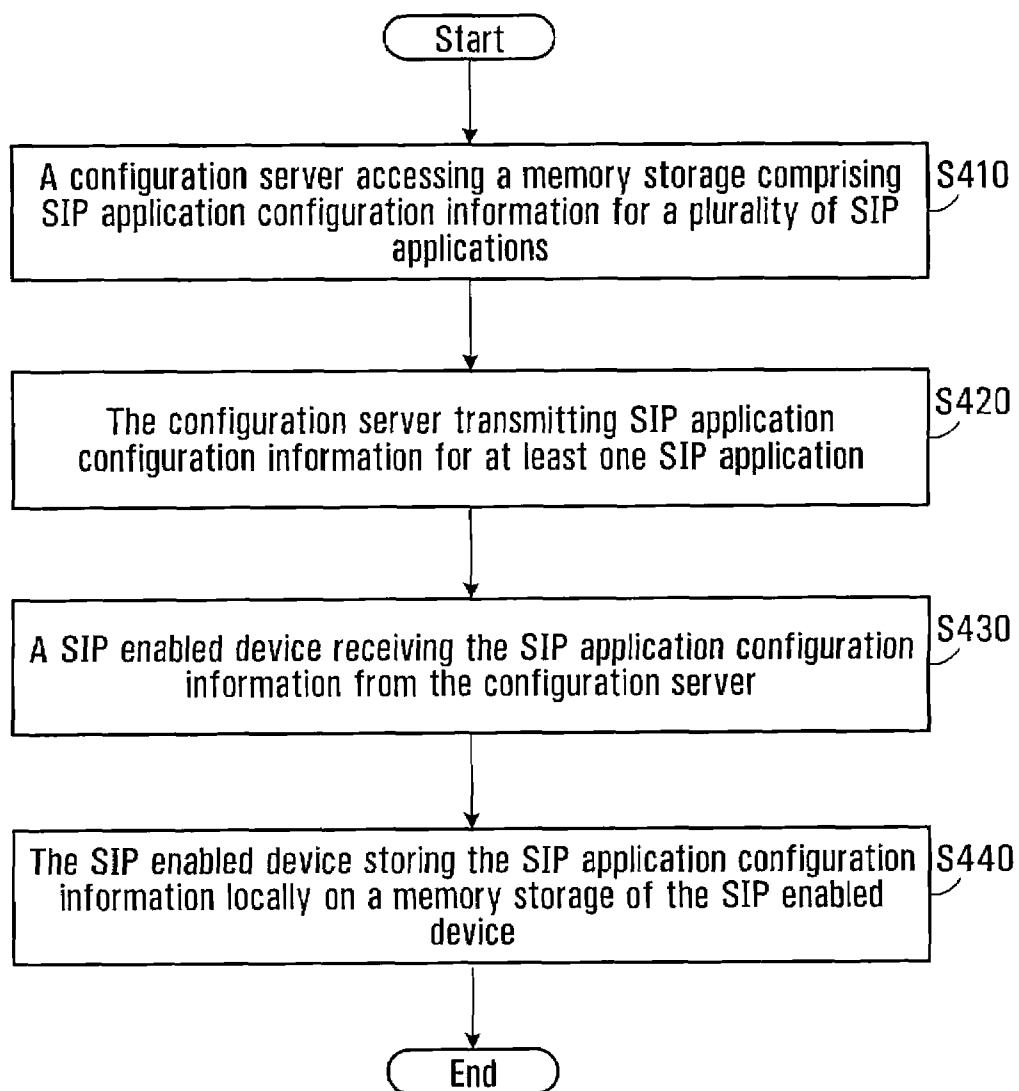 Start
A configuration server accessing a memory storage comprising
SIP application configuration information for a plurality of SIP
applications
S410
The configuration server transmitting SIP application
configuration information for at least one SIP application
S420
A SIP enabled device receiving the SIP application configuration
information from the configuration server
S430
The SIP enabled device storing the SIP application configuration
information locally on a memory storage of the SIP enabled
device
S440
End